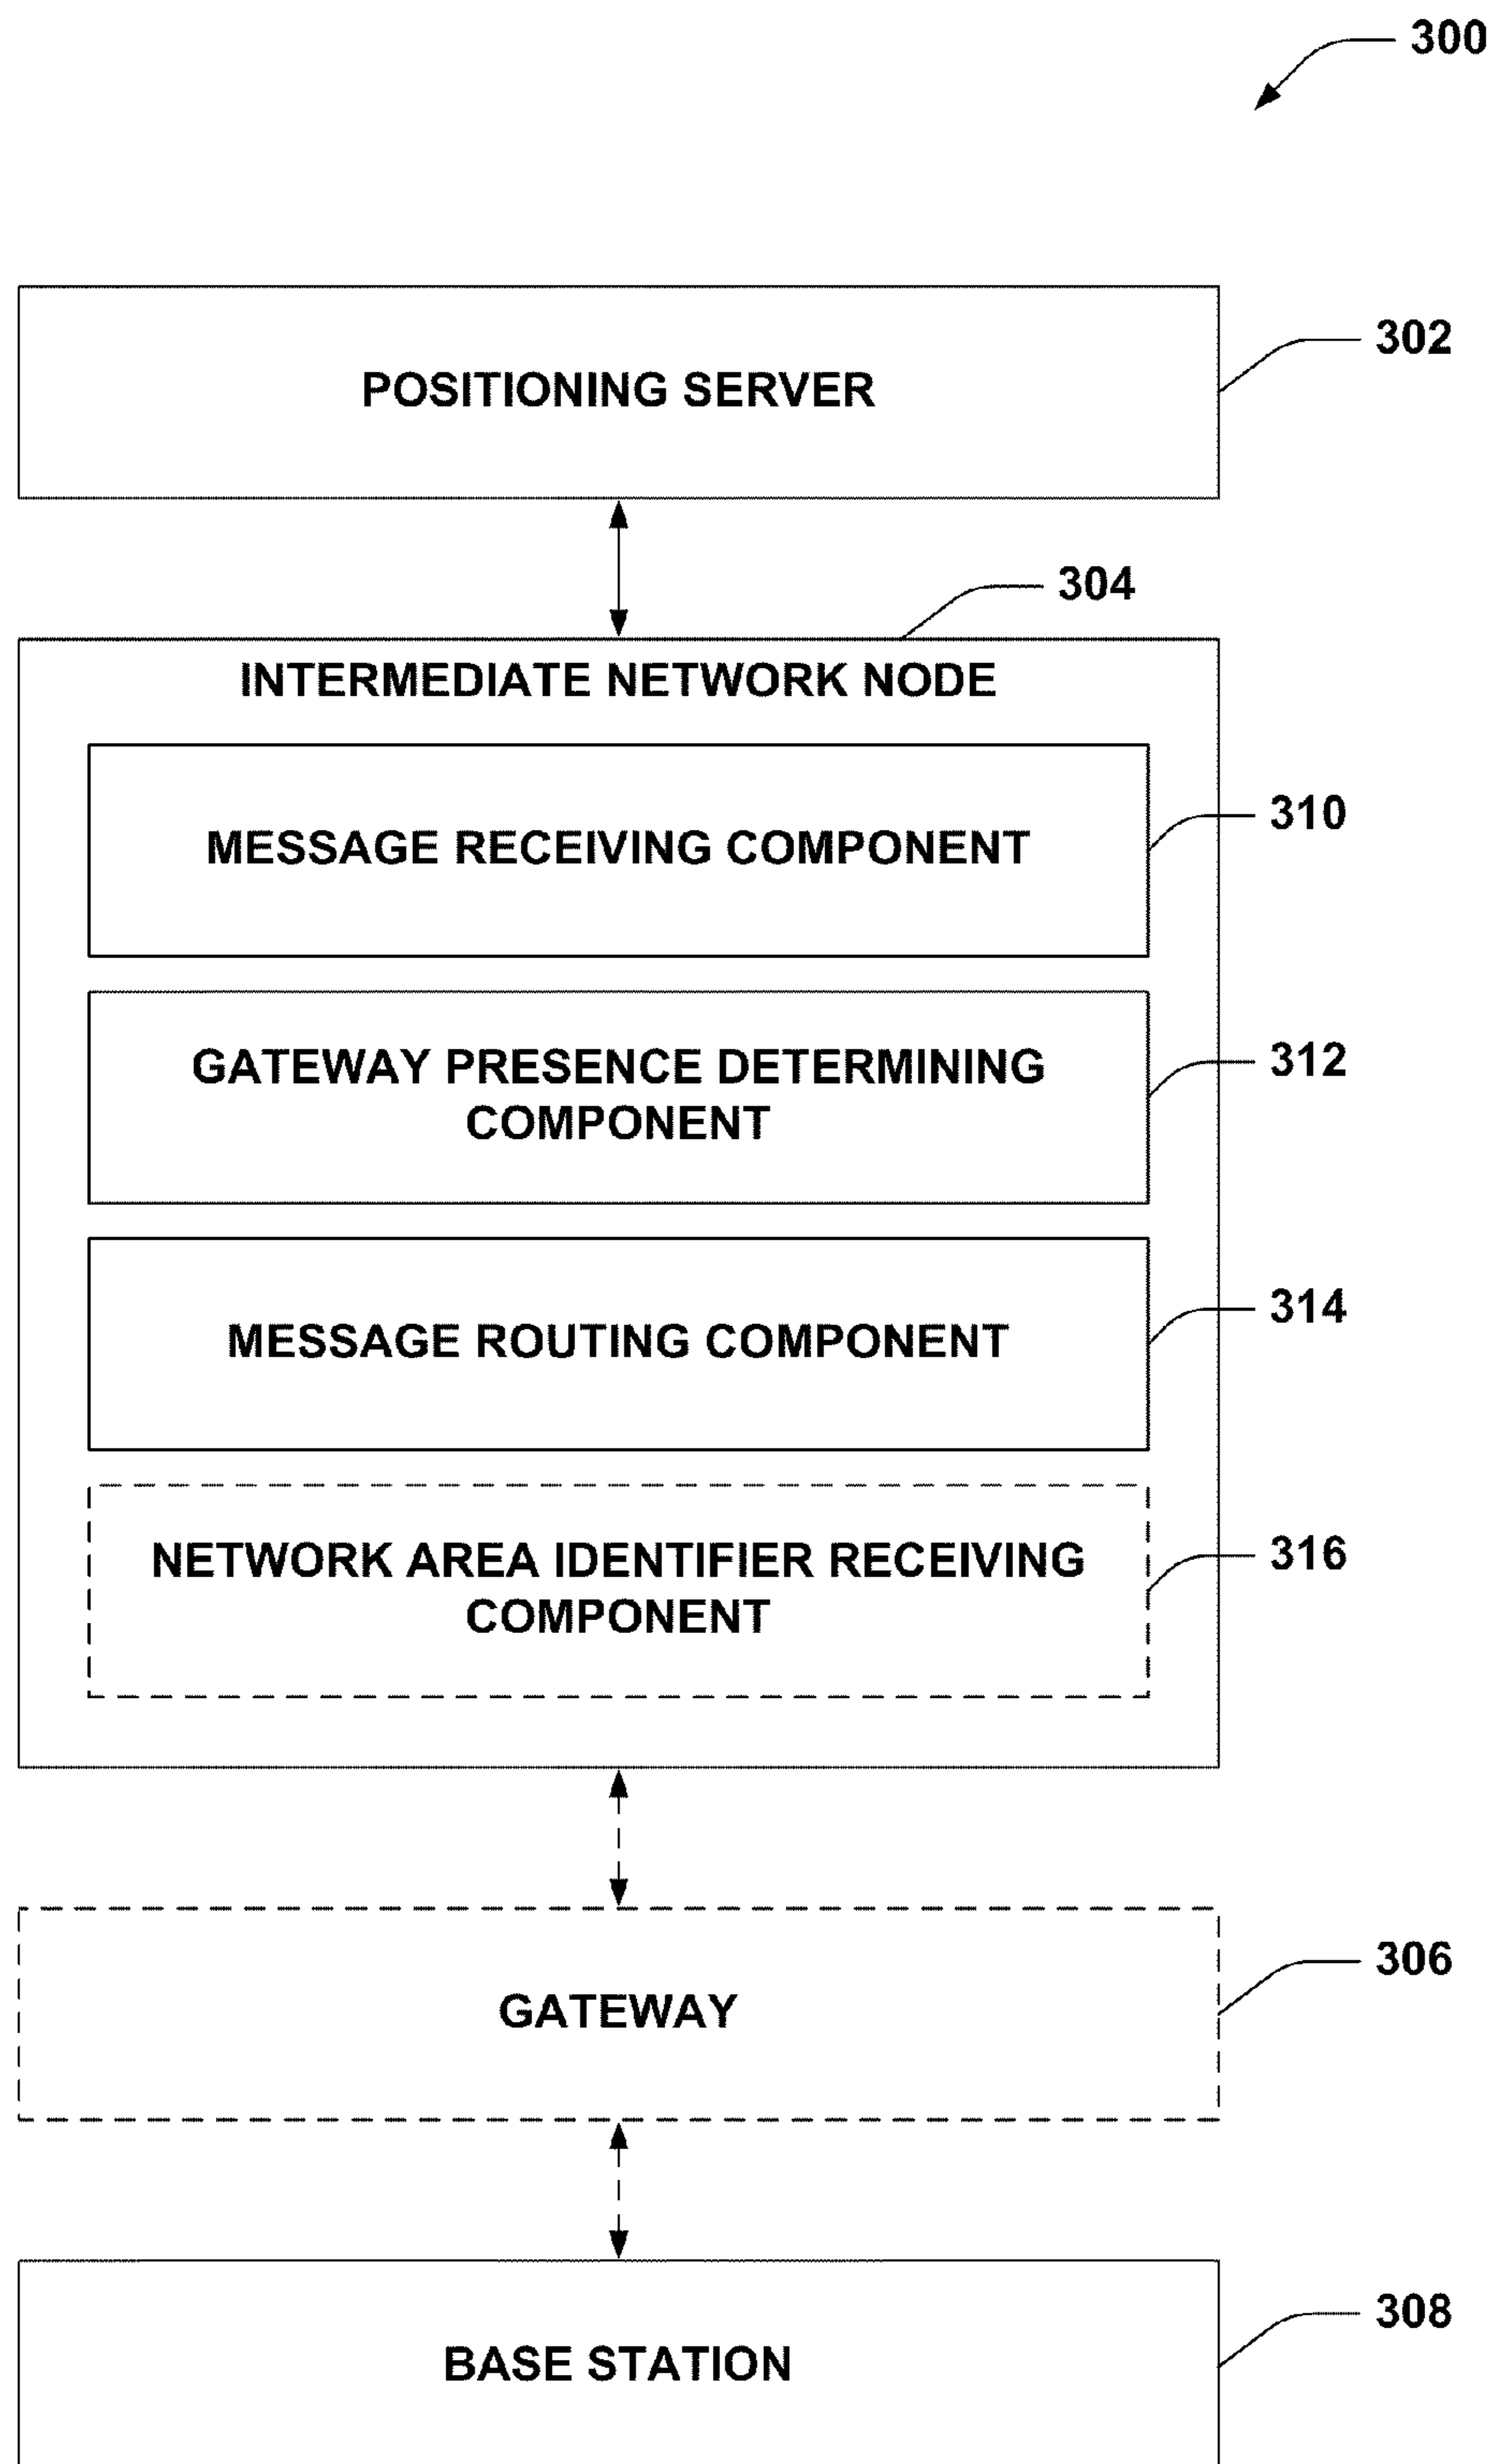 300
POSITIONING SERVER
302
304
INTERMEDIATE NETWORK NODE
MESSAGE RECEIVING COMPONENT
310
GATEWAY PRESENCE DETERMINING
COMPONENT
312
MESSAGE ROUTING COMPONENT
314
NETWORK AREA IDENTIFIER RECEIVING
COMPONENT
316
GATEWAY
306
BASE STATION
308